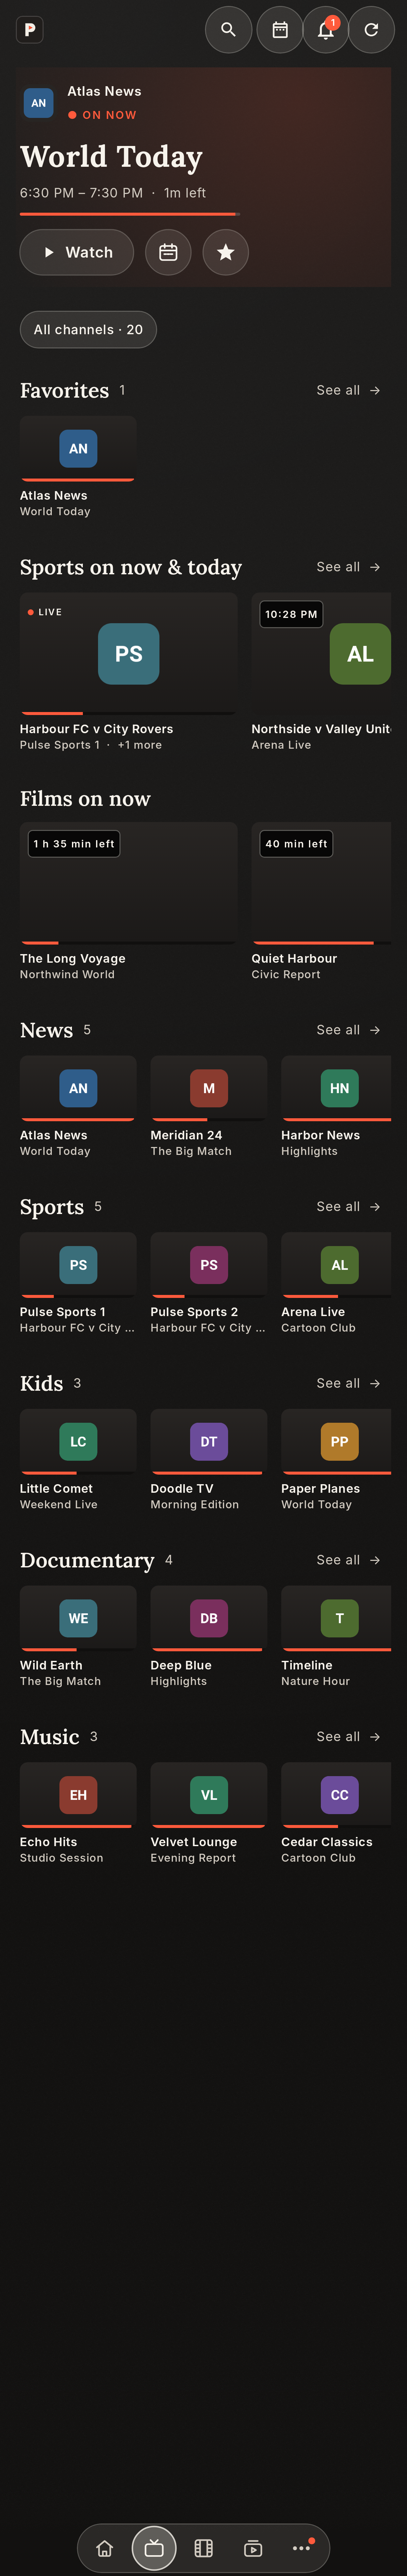 P
1
AN
Atlas News
ON NOW
World Today
6:30 PM – 7:30 PM · 1m left
Watch
All channels · 20
Favorites 1 See all →
AN
Atlas News
World Today
Sports on now & today See all →
LIVE
PS
10:28 PM
AL
Harbour FC v City Rovers
Pulse Sports 1 · +1 more
Northside v Valley Unit
Arena Live
Films on now
1 h 35 min left
40 min left
The Long Voyage
Northwind World
Quiet Harbour
Civic Report
News 5 See all →
AN M HN
Atlas News Meridian 24 Harbor News
World Today The Big Match Highlights
Sports 5 See all →
PS PS AL
Pulse Sports 1 Pulse Sports 2 Arena Live
Harbour FC v City ... Harbour FC v City ... Cartoon Club
Kids 3 See all →
LC DT PP
Little Comet Doodle TV Paper Planes
Weekend Live Morning Edition World Today
Documentary 4 See all →
WE DB T
Wild Earth Deep Blue Timeline
The Big Match Highlights Nature Hour
Music 3 See all →
EH VL CC
Echo Hits Velvet Lounge Cedar Classics
Studio Session Evening Report Cartoon Club